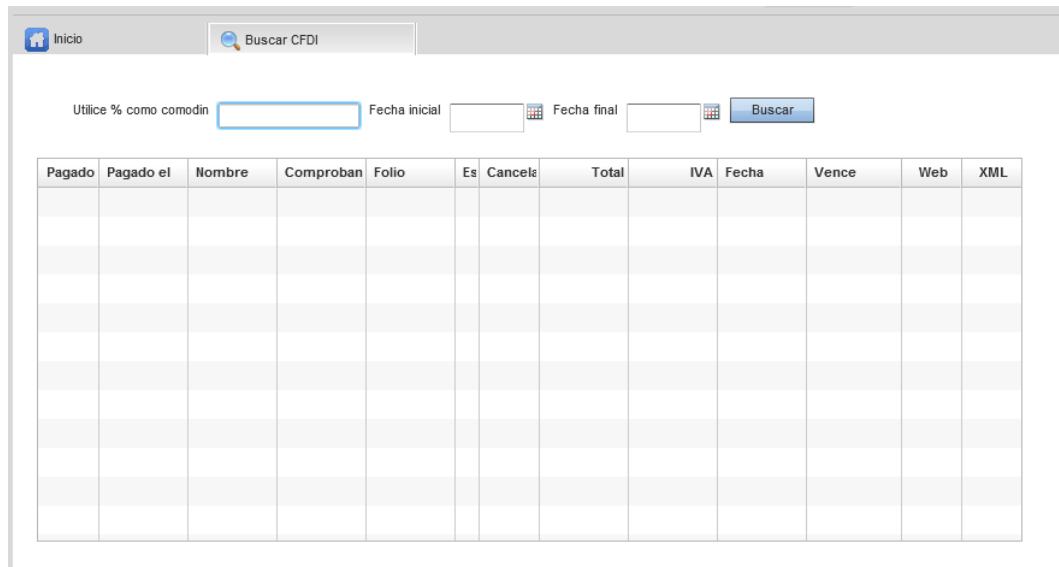 Inicio Buscar CFDI
Utilice % como comodin Fecha inicial Fecha final Buscar
Pagado Pagado el Nombre Comproban Folio Es Cancela Total IVA Fecha Vence Web XML